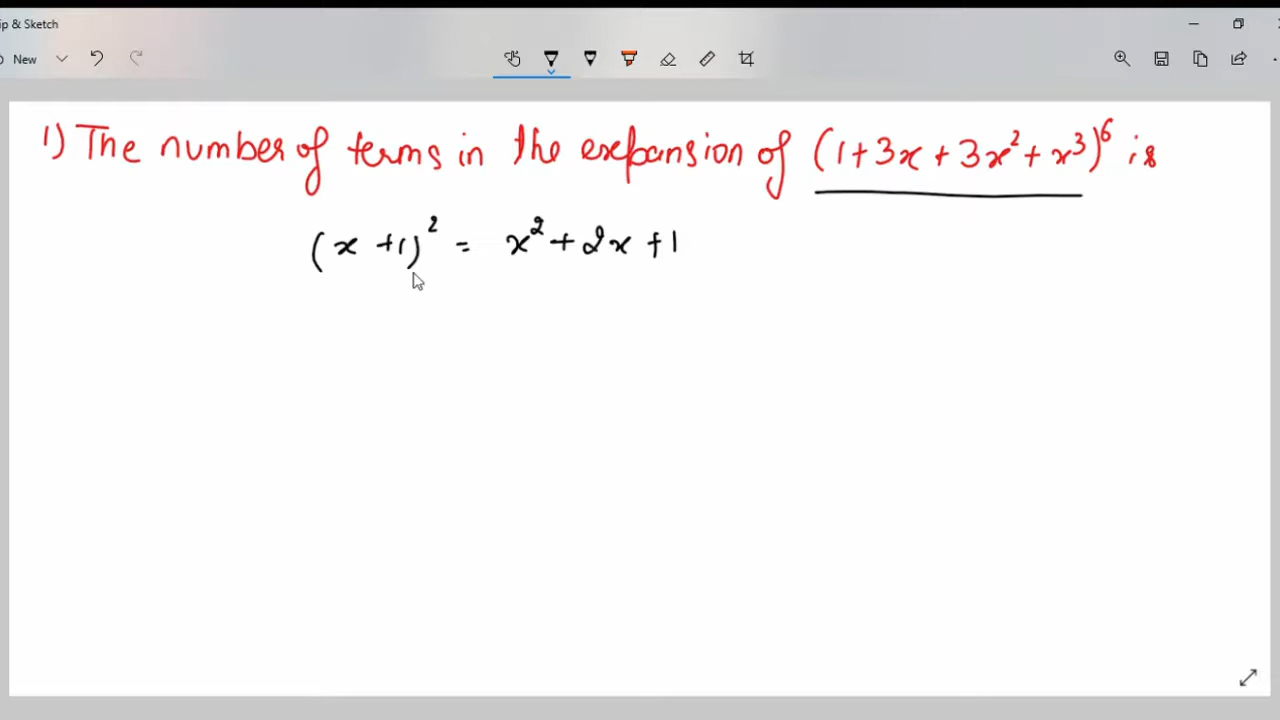 ip & Sketch
New
1) The number of terms in the expansion of (1+3x+3x²+x³)⁶ is
(x+1)² = x²+2x+1